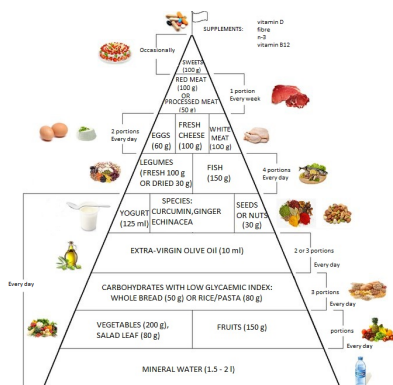 SUPPLEMENTS:
vitamin D
fibre
n-3
vitamin B12
Occasionally
SWEETS
(100 g)
RED MEAT
(100 g)
OR
PROCESSED MEAT
(50 g)
1 portion
Every week
2 portions
Every day
EGGS
(60 g)
FRESH
CHEESE
(100 g)
WHITE
MEAT
(100 g)
LEGUMES
(FRESH 100 g
OR DRIED 30 g)
FISH
(150 g)
4 portions
Every Day
YOGURT
(125 ml)
SPECIES:
CURCUMIN,GINGER
ECHINACEA
SEEDS
OR NUTS
(30 g)
EXTRA-VIRGIN OLIVE Oil (10 ml)
2 or 3 portions
Every day
Every day
CARBOHYDRATES WITH LOW GLYCAEMIC INDEX:
WHOLE BREAD (50 g) OR RICE/PASTA (80 g)
3 portions
Every day
VEGETABLES (200 g),
SALAD LEAF (80 g)
FRUITS (150 g)
portions
Every day
MINERAL WATER (1.5 - 2 l)